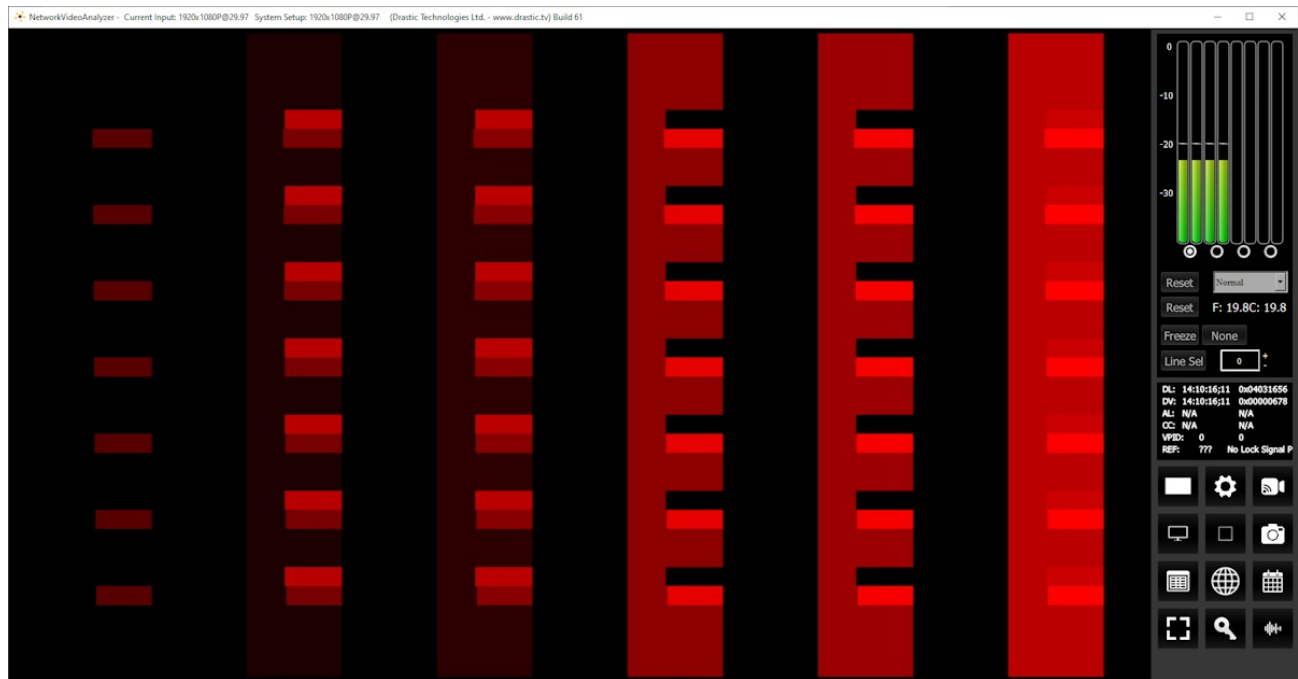 NetworkVideoAnalyzer - Current Input: 1920x1080P@29.97 System Setup: 1920x1080P@29.97 (Drastic Technologies Ltd. - www.drastic.tv) Build 61
0
-10
-20
-30
Reset Normal
Reset F: 19.8C: 19.8
Freeze None
Line Sel 0 + -
DL: 14:10:16;11 0x04031656
DV: 14:10:16;11 0x00000678
AL: N/A N/A
CC: N/A N/A
VPID: 0 0
REF: ??? No Lock Signal P